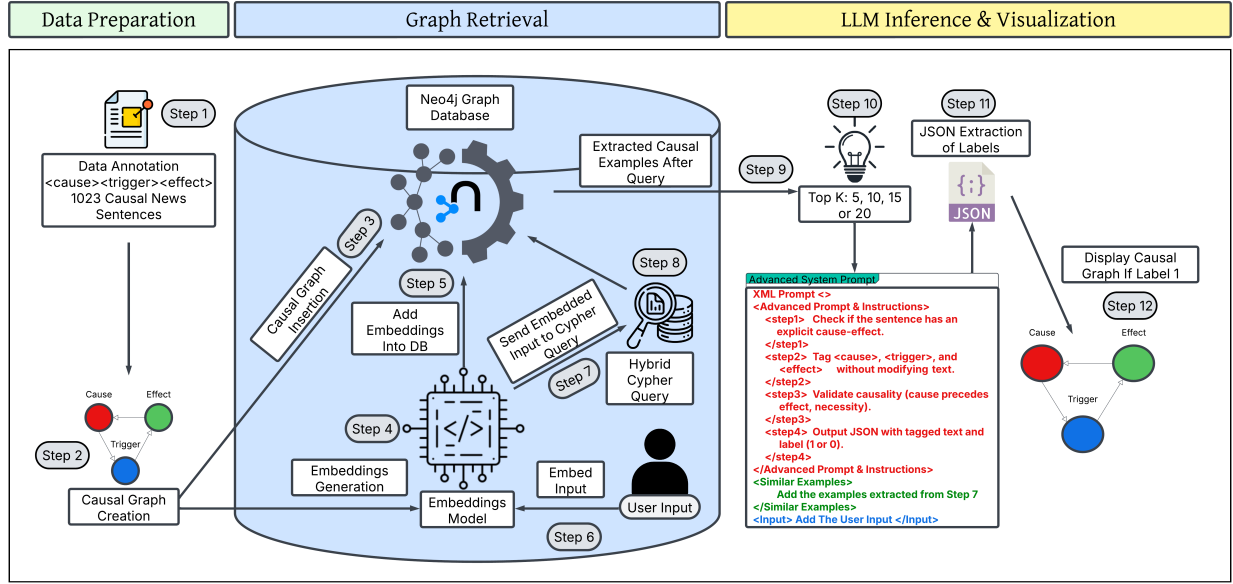 Data Preparation
Graph Retrieval
LLM Inference & Visualization
Step 1
Data Annotation
<cause><trigger><effect>
1023 Causal News
Sentences
Cause
Effect
Trigger
Step 2
Causal Graph
Creation
Step 3
Causal Graph
Insertion
Neo4j Graph
Database
Step 4
Embeddings
Generation
Embeddings
Model
Step 5
Add
Embeddings
Into DB
Embed
Input
User Input
Step 6
Send Embedded
Input to Cypher
Query
Step 7
Step 8
Hybrid
Cypher
Query
Extracted Causal
Examples After
Query
Step 9
Step 10
Top K: 5, 10, 15
or 20
Advanced System Prompt
XML Prompt <>
<Advanced Prompt & Instructions>
<step1> Check if the sentence has an
explicit cause-effect.
</step1>
<step2> Tag <cause>, <trigger>, and
<effect> without modifying text.
</step2>
<step3> Validate causality (cause precedes
effect, necessity).
</step3>
<step4> Output JSON with tagged text and
label (1 or 0).
</step4>
</Advanced Prompt & Instructions>
<Similar Examples>
Add the examples extracted from Step 7
</Similar Examples>
<Input> Add The User Input </Input>
Step 11
JSON Extraction
of Labels
{;}
JSON
Display Causal
Graph If Label 1
Step 12
Cause
Effect
Trigger